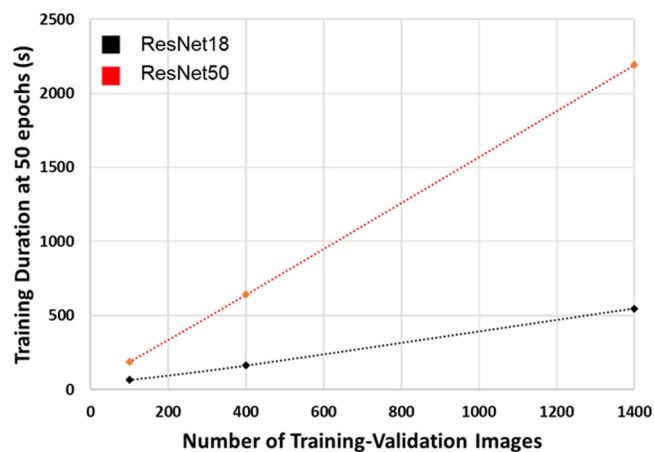 2500
2000
1500
1000
500
0
ResNet18
ResNet50
Training Duration at 50 epochs (s)
0 200 400 600 800 1000 1200 1400
Number of Training-Validation Images